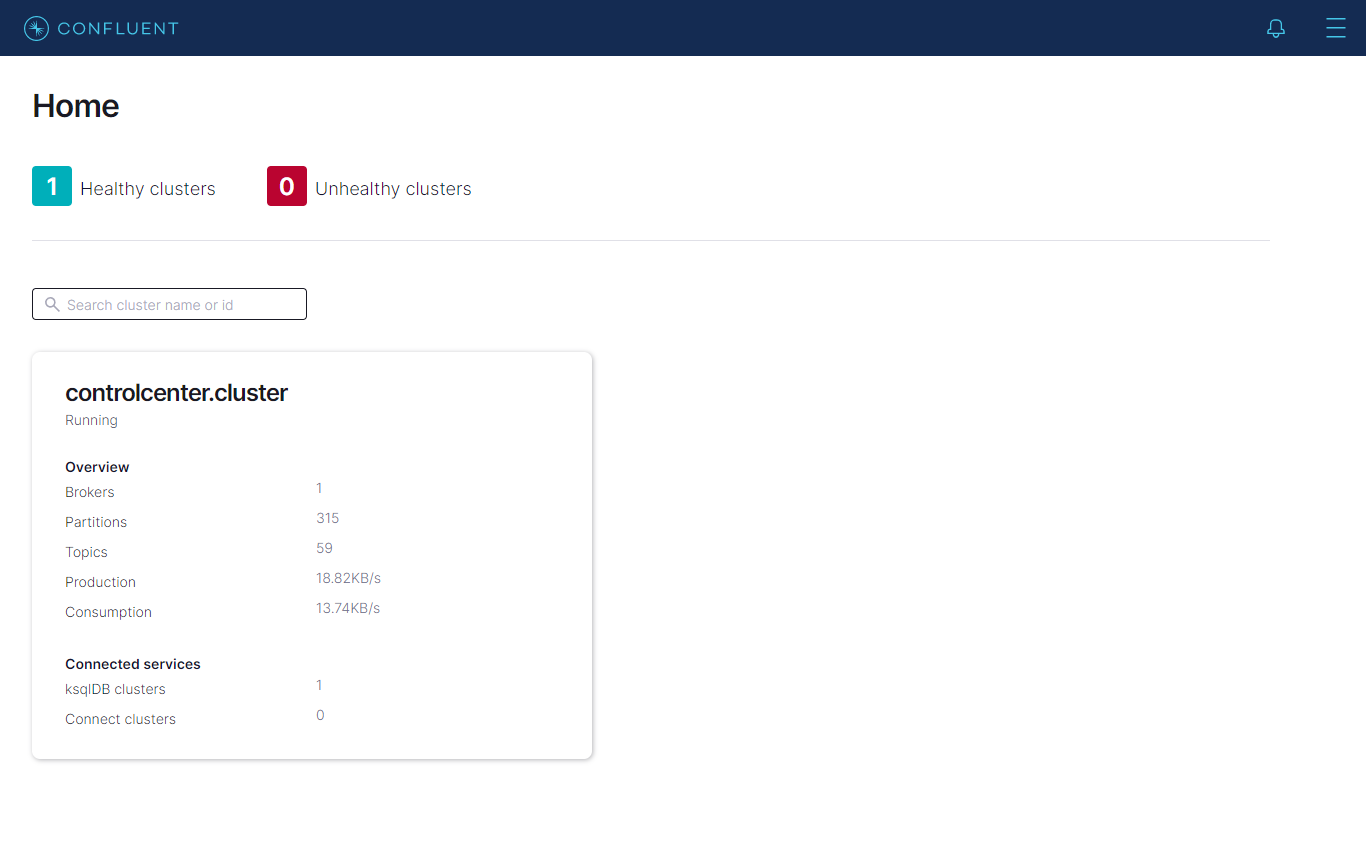 CONFLUENT
Home
1 Healthy clusters 0 Unhealthy clusters
Search cluster name or id
controlcenter.cluster
Running
Overview
Brokers 1
Partitions 315
Topics 59
Production 18.82KB/s
Consumption 13.74KB/s
Connected services
ksqlDB clusters 1
Connect clusters 0